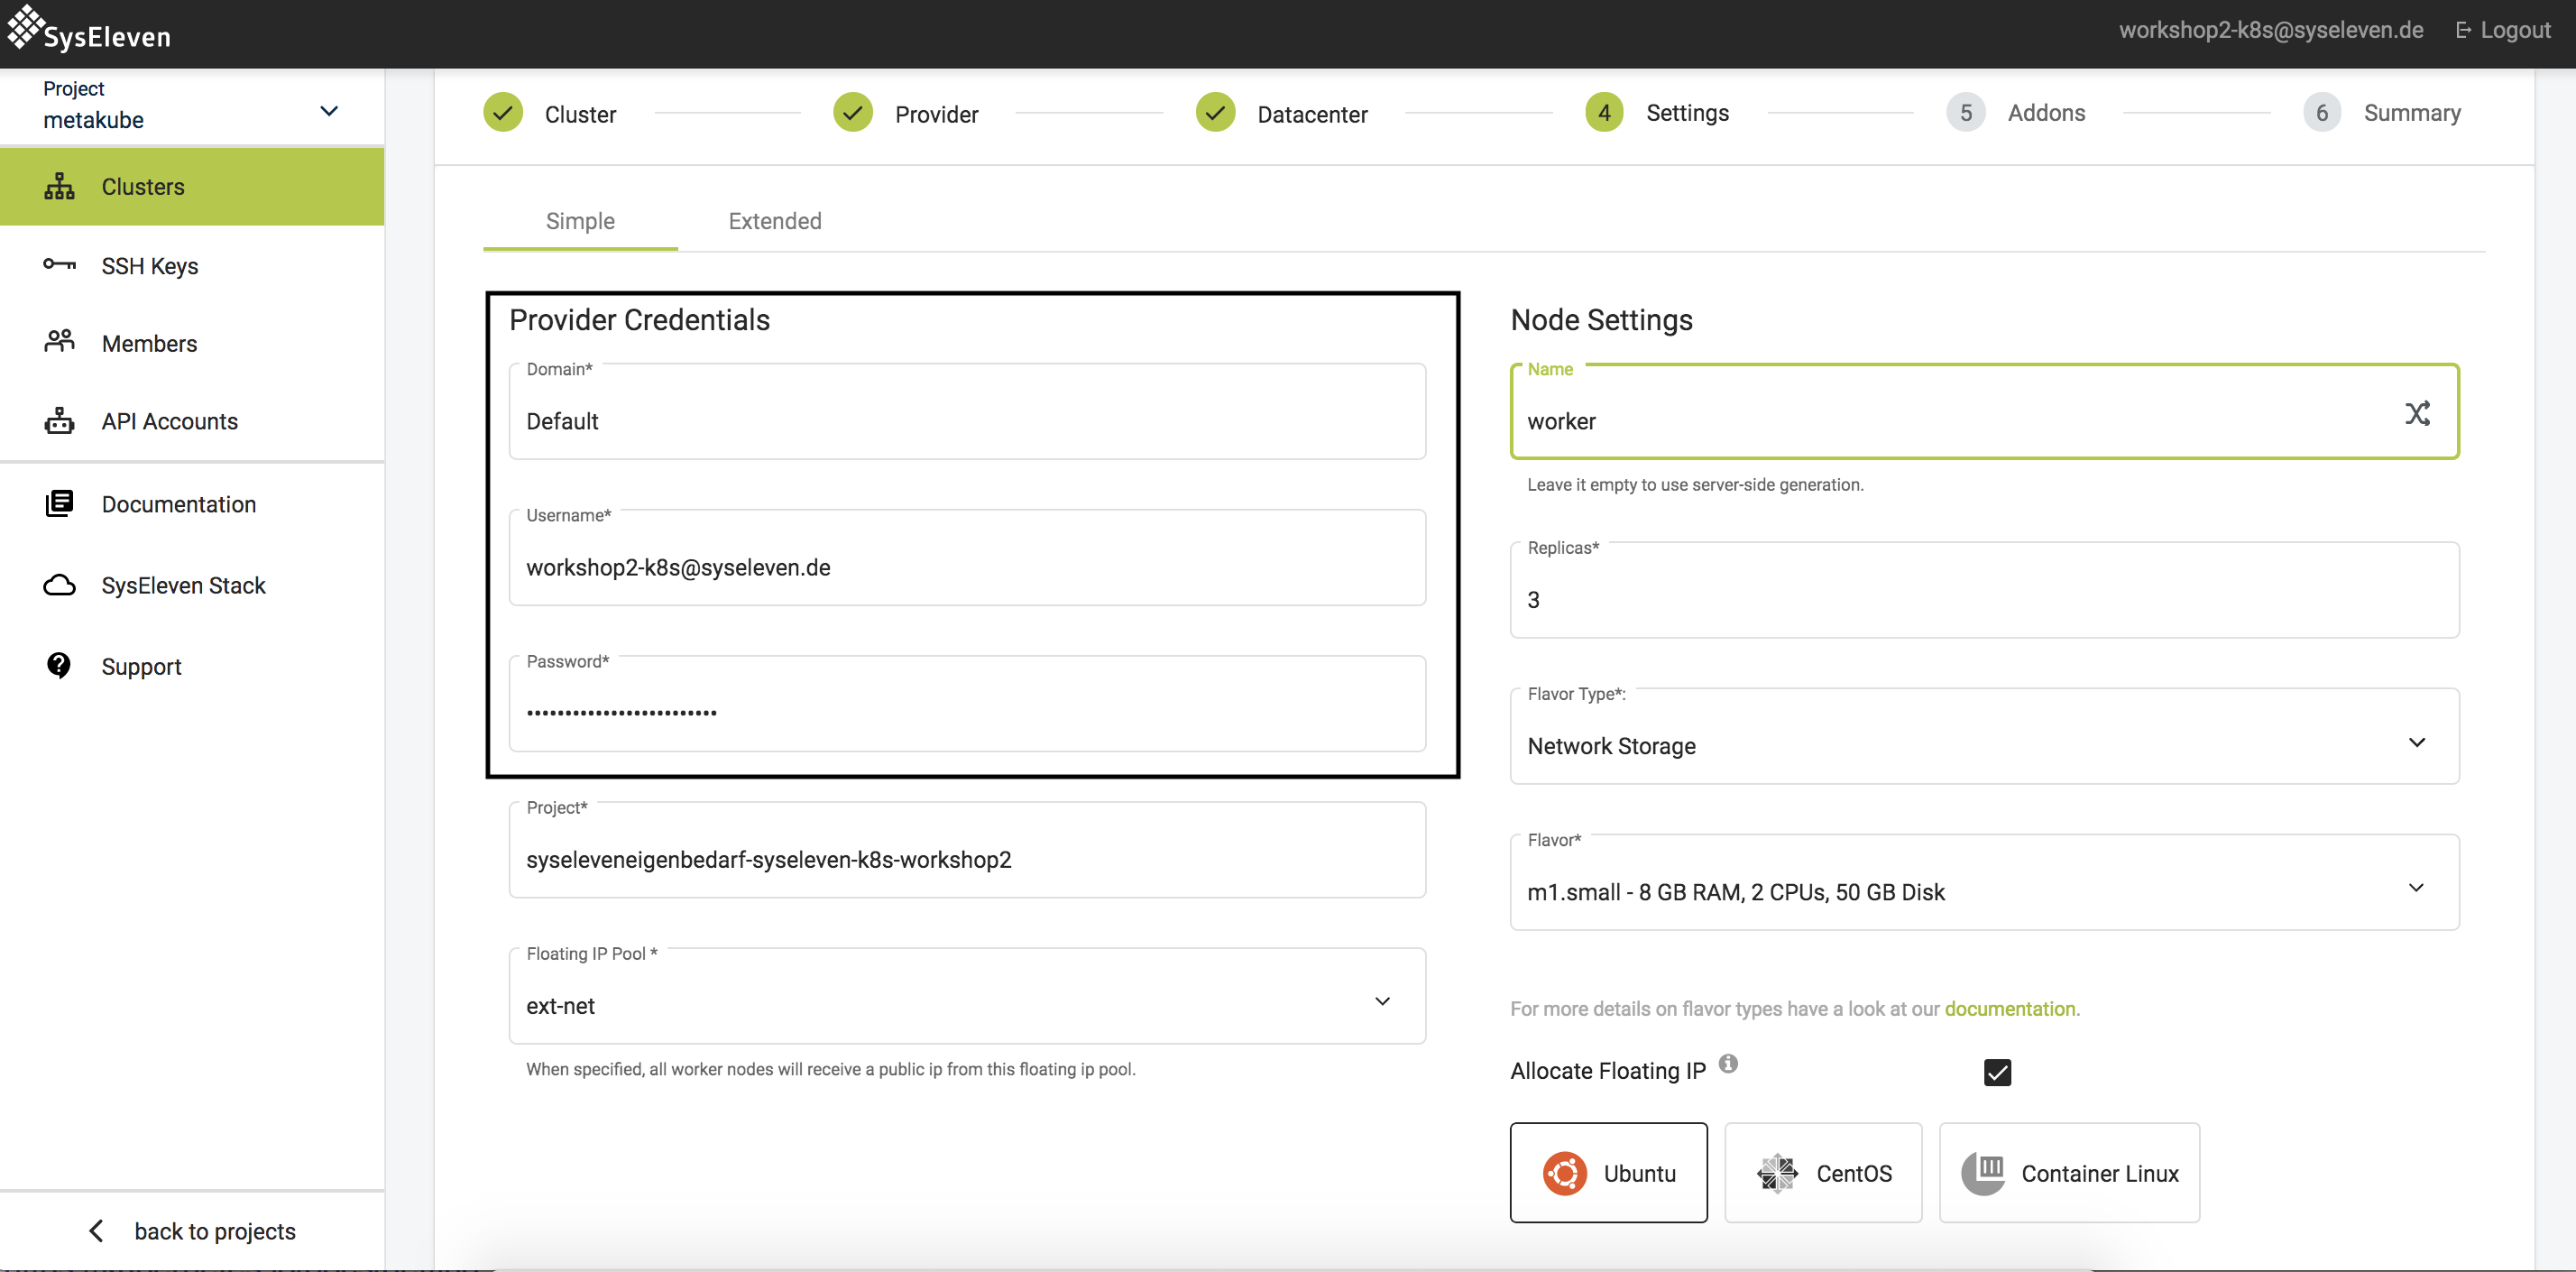 SysEleven
workshop2-k8s@syseleven.de
Logout
Project
metakube
Clusters
SSH Keys
Members
API Accounts
Documentation
SysEleven Stack
Support
back to projects
Cluster
Provider
Datacenter
4 Settings
5 Addons
6 Summary
Simple
Extended
Provider Credentials
Domain*
Default
Username*
workshop2-k8s@syseleven.de
Password*
Project*
syseleveneigenbedarf-syseleven-k8s-workshop2
Floating IP Pool *
ext-net
When specified, all worker nodes will receive a public ip from this floating ip pool.
Node Settings
Name
worker
Leave it empty to use server-side generation.
Replicas*
3
Flavor Type*:
Network Storage
Flavor*
m1.small - 8 GB RAM, 2 CPUs, 50 GB Disk
For more details on flavor types have a look at our documentation.
Allocate Floating IP
Ubuntu
CentOS
Container Linux